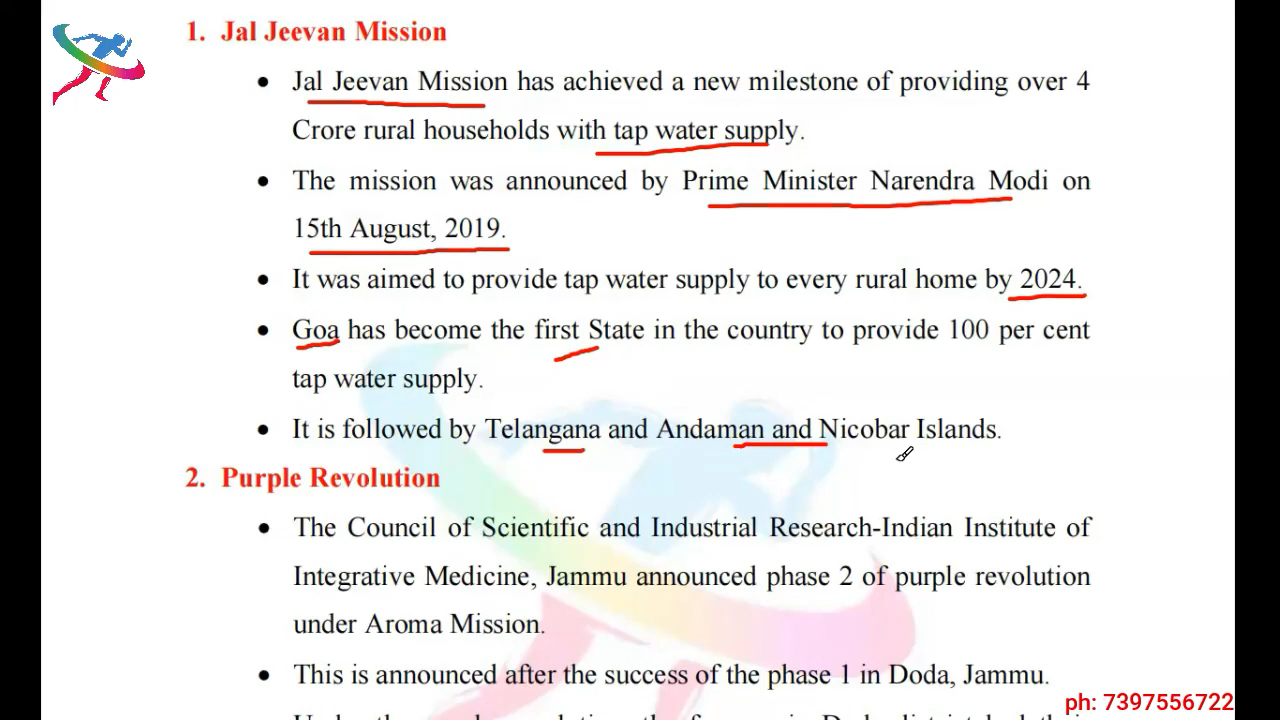 1. Jal Jeevan Mission
• Jal Jeevan Mission has achieved a new milestone of providing over 4
Crore rural households with tap water supply.
• The mission was announced by Prime Minister Narendra Modi on
15th August, 2019.
• It was aimed to provide tap water supply to every rural home by 2024.
• Goa has become the first State in the country to provide 100 per cent
tap water supply.
• It is followed by Telangana and Andaman and Nicobar Islands.
2. Purple Revolution
• The Council of Scientific and Industrial Research-Indian Institute of
Integrative Medicine, Jammu announced phase 2 of purple revolution
under Aroma Mission.
• This is announced after the success of the phase 1 in Doda, Jammu.
ph: 7397556722